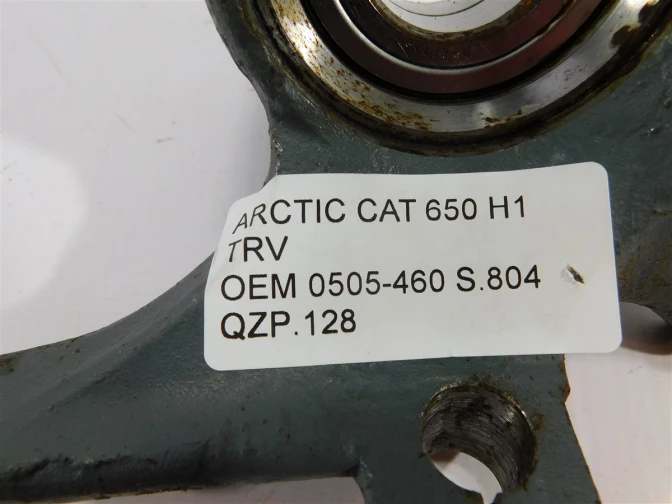 ARCTIC CAT 650 H1
TRV
OEM 0505-460 S.804
QZP.128